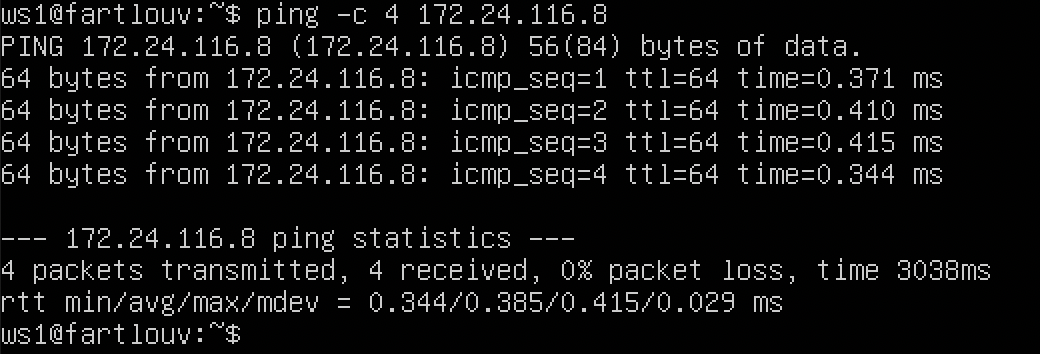 ws1@fartlouv:~$ ping -c 4 172.24.116.8
PING 172.24.116.8 (172.24.116.8) 56(84) bytes of data.
64 bytes from 172.24.116.8: icmp_seq=1 ttl=64 time=0.371 ms
64 bytes from 172.24.116.8: icmp_seq=2 ttl=64 time=0.410 ms
64 bytes from 172.24.116.8: icmp_seq=3 ttl=64 time=0.415 ms
64 bytes from 172.24.116.8: icmp_seq=4 ttl=64 time=0.344 ms
--- 172.24.116.8 ping statistics ---
4 packets transmitted, 4 received, 0% packet loss, time 3038ms
rtt min/avg/max/mdev = 0.344/0.385/0.415/0.029 ms
ws1@fartlouv:~$